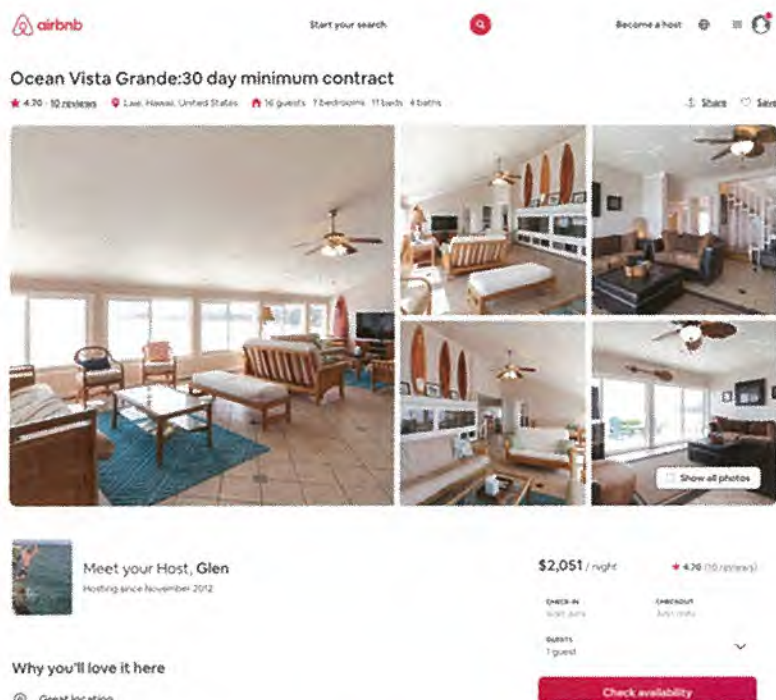 airbnb
Start your search
Become a host
Ocean Vista Grande:30 day minimum contract
4.70 · 10 reviews Laie, Hawaii, United States 16 guests 7 bedrooms 11 beds 4 baths
Share Save
Show all photos
Meet your Host, Glen
Hosting since November 2012
$2,051 / night 4.70 (10 reviews)
CHECK-IN CHECKOUT
GUESTS
1 guest
Why you'll love it here
Check availability
Great location